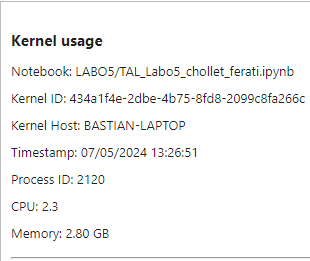 Kernel usage
Notebook: LABO5/TAL_Labo5_chollet_ferati.ipynb
Kernel ID: 434a1f4e-2dbe-4b75-8fd8-2099c8fa266c
Kernel Host: BASTIAN-LAPTOP
Timestamp: 07/05/2024 13:26:51
Process ID: 2120
CPU: 2.3
Memory: 2.80 GB